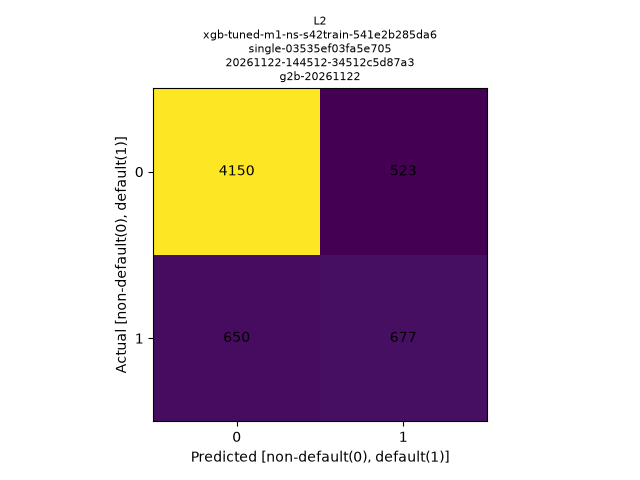 L2
xgb-tuned-m1-ns-s42train-541e2b285da6
single-03535ef03fa5e705
20261122-144512-34512c5d87a3
g2b-20261122
Actual [non-default(0), default(1)]
0
4150
523
1
650
677
0
1
Predicted [non-default(0), default(1)]